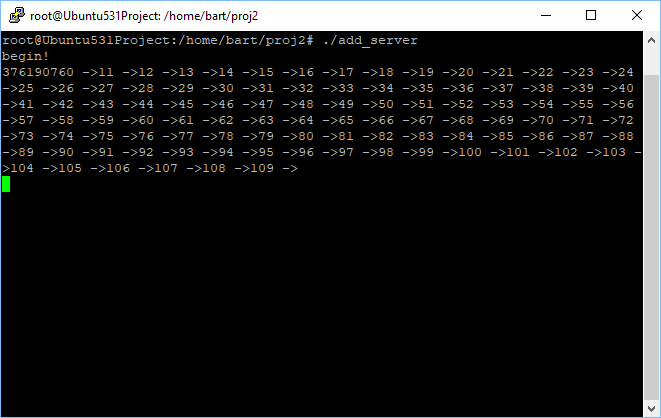 root@Ubuntu531Project: /home/bart/proj2
root@Ubuntu531Project:/home/bart/proj2# ./add_server
begin!
376190760 ->11 ->12 ->13 ->14 ->15 ->16 ->17 ->18 ->19 ->20 ->21 ->22 ->23 ->24
->25 ->26 ->27 ->28 ->29 ->30 ->31 ->32 ->33 ->34 ->35 ->36 ->37 ->38 ->39 ->40
->41 ->42 ->43 ->44 ->45 ->46 ->47 ->48 ->49 ->50 ->51 ->52 ->53 ->54 ->55 ->56
->57 ->58 ->59 ->60 ->61 ->62 ->63 ->64 ->65 ->66 ->67 ->68 ->69 ->70 ->71 ->72
->73 ->74 ->75 ->76 ->77 ->78 ->79 ->80 ->81 ->82 ->83 ->84 ->85 ->86 ->87 ->88
->89 ->90 ->91 ->92 ->93 ->94 ->95 ->96 ->97 ->98 ->99 ->100 ->101 ->102 ->103 -
>104 ->105 ->106 ->107 ->108 ->109 ->